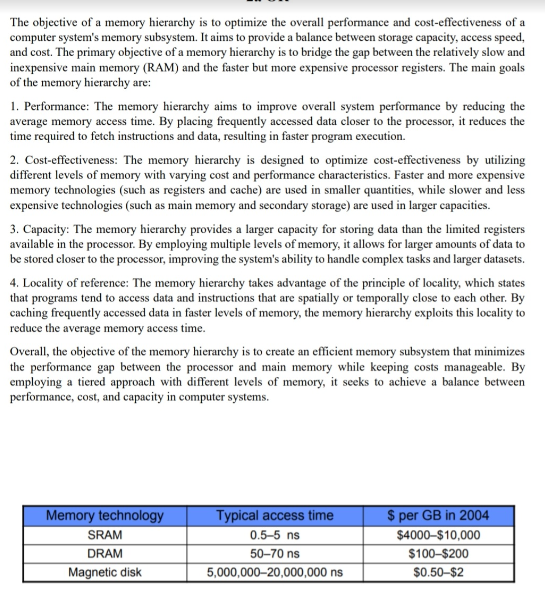 The objective of a memory hierarchy is to optimize the overall performance and cost-effectiveness of a
computer system's memory subsystem. It aims to provide a balance between storage capacity, access speed,
and cost. The primary objective of a memory hierarchy is to bridge the gap between the relatively slow and
inexpensive main memory (RAM) and the faster but more expensive processor registers. The main goals
of the memory hierarchy are:
1. Performance: The memory hierarchy aims to improve overall system performance by reducing the
average memory access time. By placing frequently accessed data closer to the processor, it reduces the
time required to fetch instructions and data, resulting in faster program execution.
2. Cost-effectiveness: The memory hierarchy is designed to optimize cost-effectiveness by utilizing
different levels of memory with varying cost and performance characteristics. Faster and more expensive
memory technologies (such as registers and cache) are used in smaller quantities, while slower and less
expensive technologies (such as main memory and secondary storage) are used in larger capacities.
3. Capacity: The memory hierarchy provides a larger capacity for storing data than the limited registers
available in the processor. By employing multiple levels of memory, it allows for larger amounts of data to
be stored closer to the processor, improving the system's ability to handle complex tasks and larger datasets.
4. Locality of reference: The memory hierarchy takes advantage of the principle of locality, which states
that programs tend to access data and instructions that are spatially or temporally close to each other. By
caching frequently accessed data in faster levels of memory, the memory hierarchy exploits this locality to
reduce the average memory access time.
Overall, the objective of the memory hierarchy is to create an efficient memory subsystem that minimizes
the performance gap between the processor and main memory while keeping costs manageable. By
employing a tiered approach with different levels of memory, it seeks to achieve a balance between
performance, cost, and capacity in computer systems.
Memory technology Typical access time $ per GB in 2004
SRAM 0.5–5 ns $4000–$10,000
DRAM 50–70 ns $100–$200
Magnetic disk 5,000,000–20,000,000 ns $0.50–$2